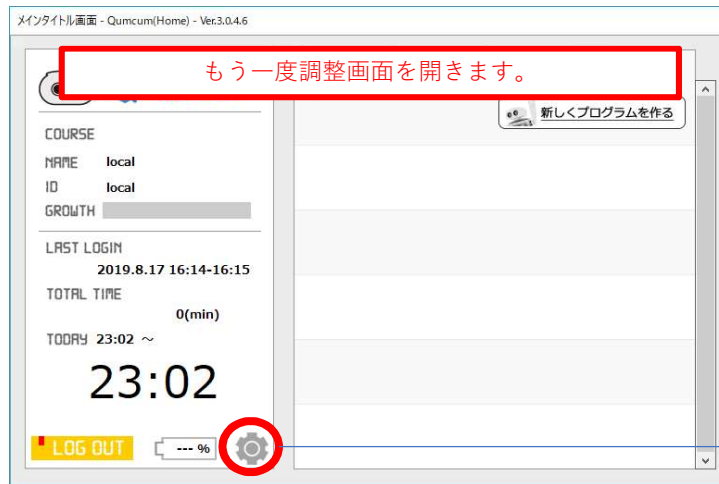 メインタイトル画面 - Qumcum(Home) - Ver.3.0.4.6
もう一度調整画面を開きます。
新しくプログラムを作る
COURSE
NAME local
ID local
GROWTH
LAST LOGIN
2019.8.17 16:14-16:15
TOTAL TIME
0(min)
TODAY 23:02 ～
23:02
LOG OUT --- %